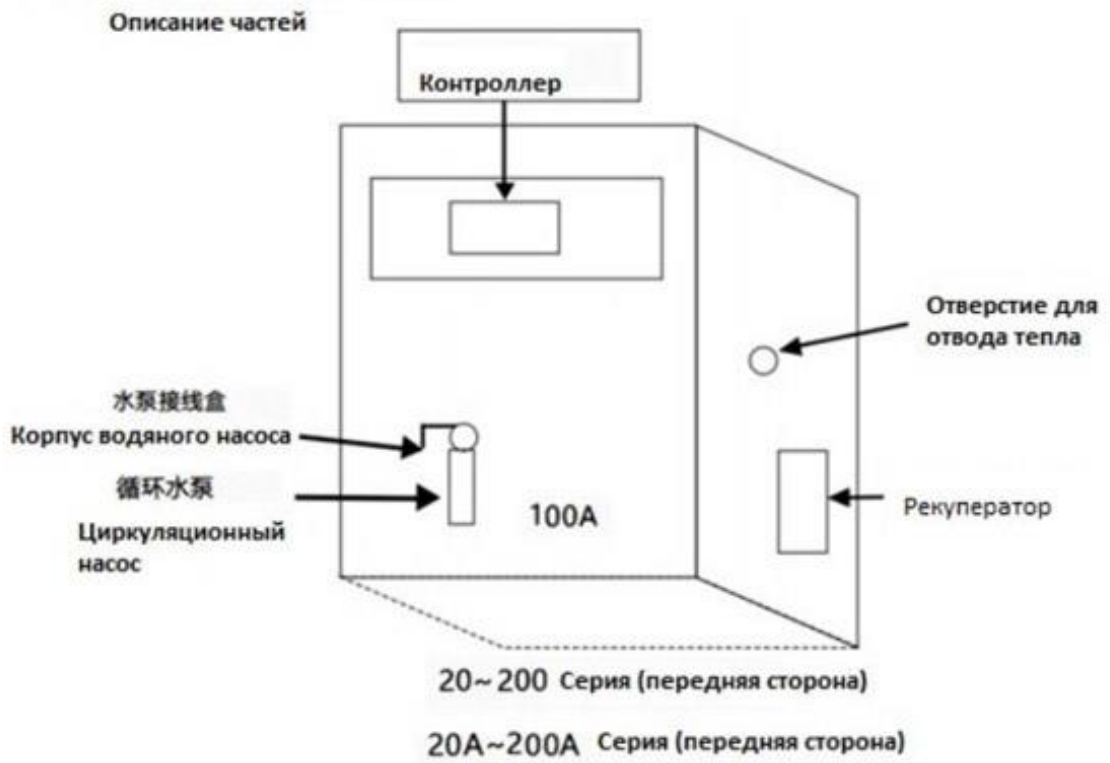 Описание частей
Контроллер
Отверстие для
отвода тепла
水泵接线盒
Корпус водяного насоса
循环水泵
Циркуляционный
насос
100A
Рекуператор
20~200 Серия (передняя сторона)
20A~200A Серия (передняя сторона)